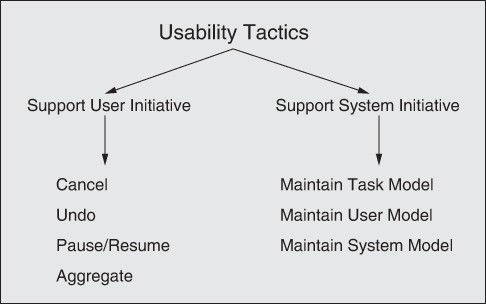 Usability Tactics
Support User Initiative
Support System Initiative
Cancel
Undo
Pause/Resume
Aggregate
Maintain Task Model
Maintain User Model
Maintain System Model